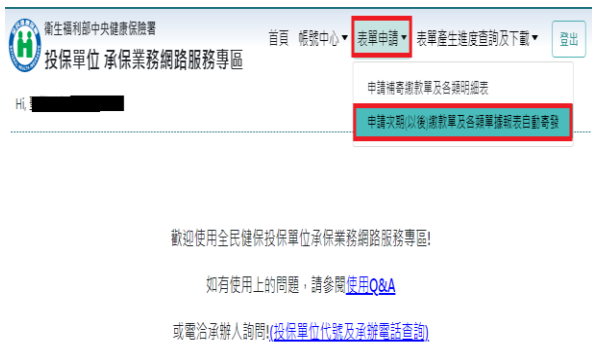 衛生福利部中央健康保險署
投保單位 承保業務網路服務專區
首頁 帳號中心▼ 表單申請▼ 表單產生進度查詢及下載▼ 登出
Hi,
申請補寄繳款單及各類明細表
申請次期(以後)繳款單及各類單據報表自動寄發
歡迎使用全民健保投保單位承保業務網路服務專區!
如有使用上的問題，請參閱使用Q&A
或電洽承辦人詢問!(投保單位代號及承辦電話查詢)